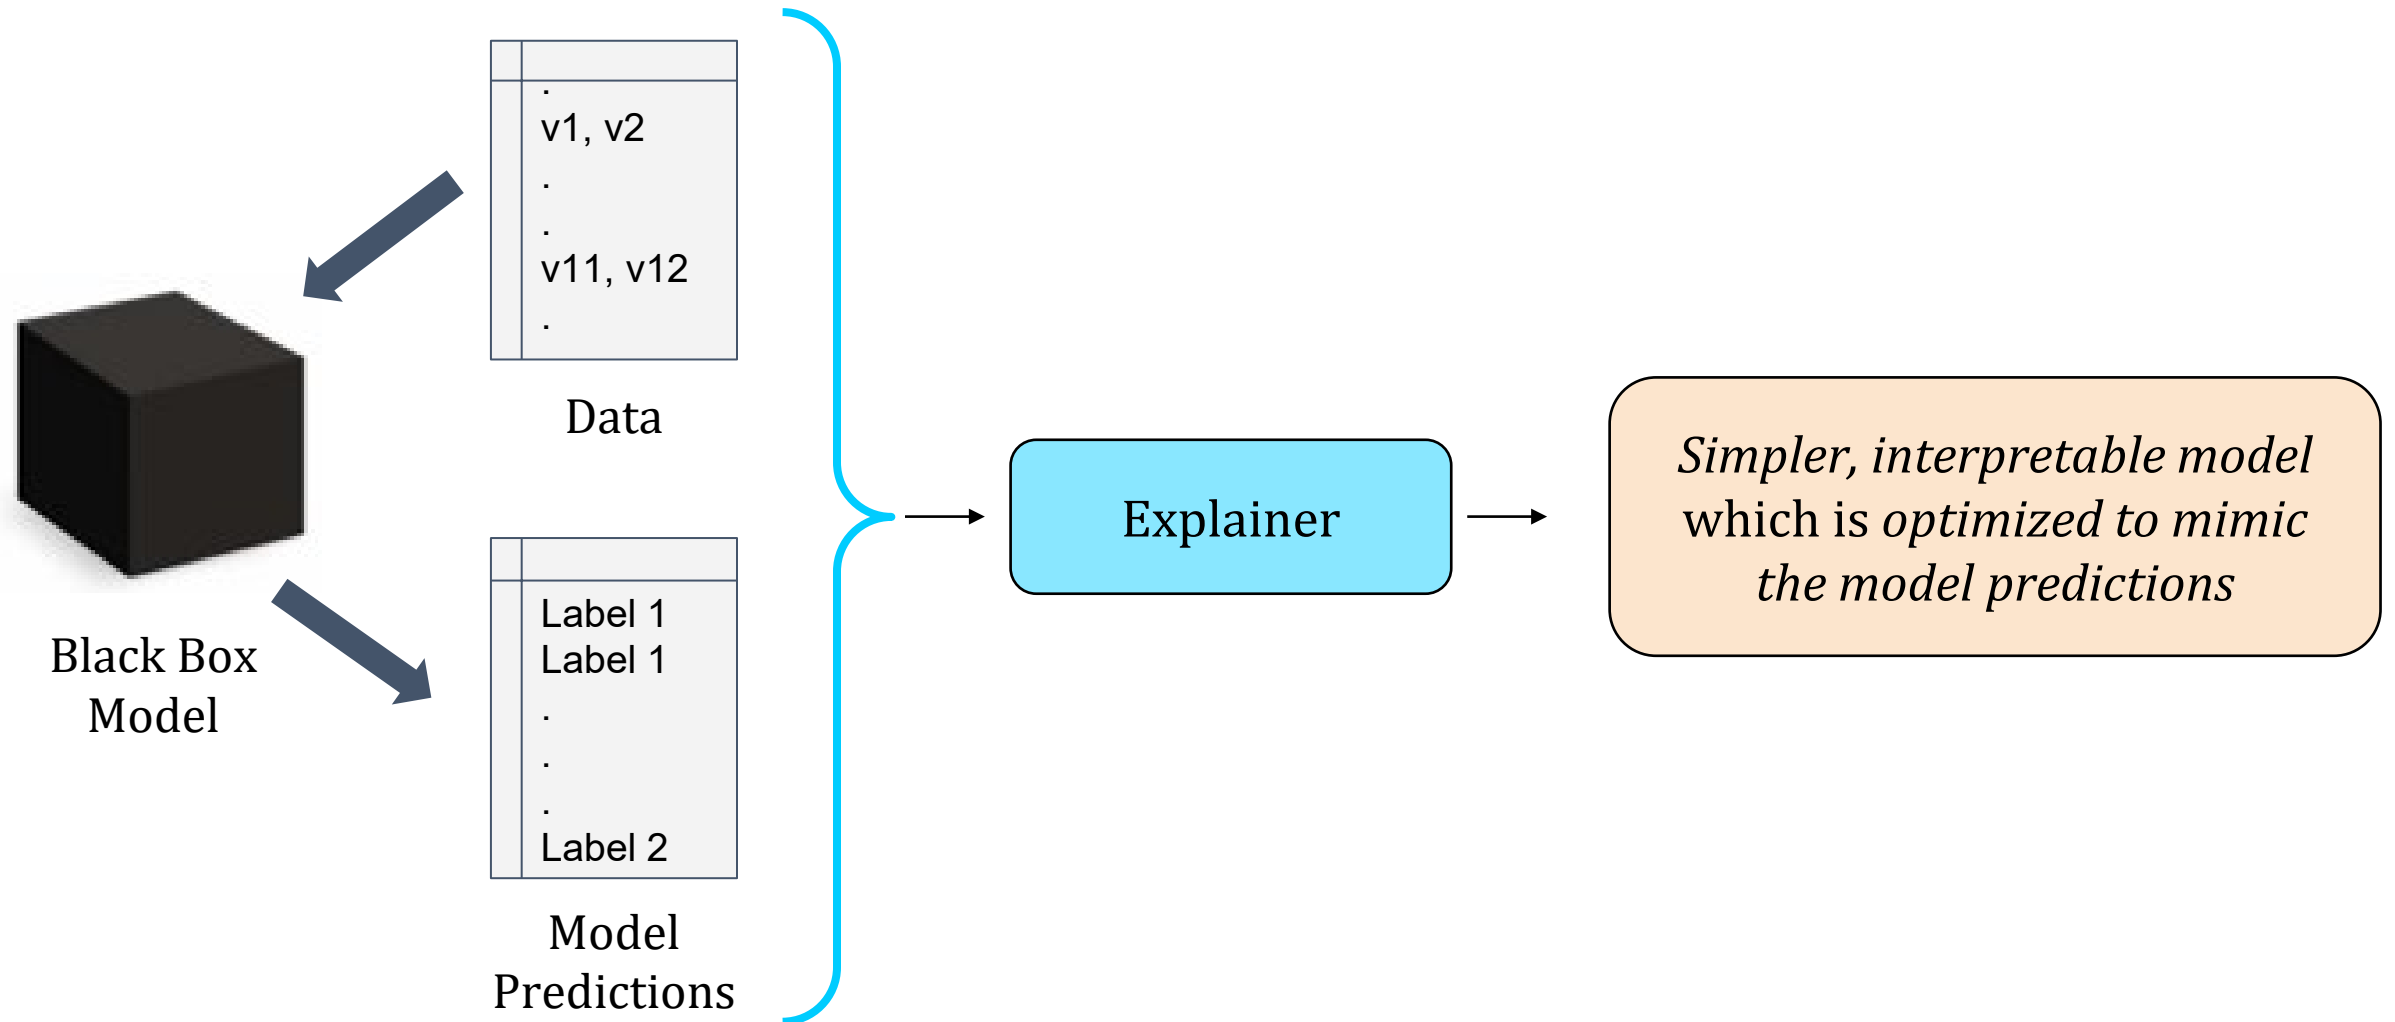 .
v1, v2
.
.
v11, v12
.
Data
Black Box
Model
Label 1
Label 1
.
.
.
Label 2
Model
Predictions
Explainer
Simpler, interpretable model
which is optimized to mimic
the model predictions